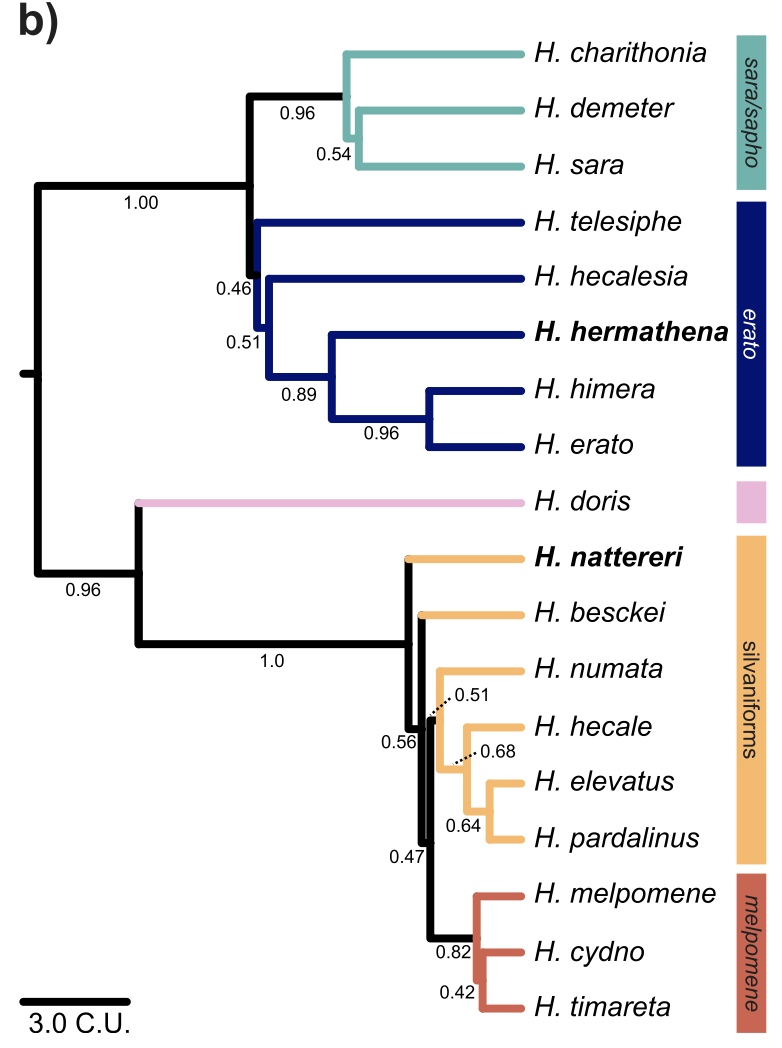 b)
H. charithonia
0.96
H. demeter
0.54
H. sara
sara/sapho
1.00
H. telesiphe
0.46
H. hecalesia
0.51
H. hermathena
erato
0.89
H. himera
0.96
H. erato
H. doris
0.96
H. nattereri
H. besckei
1.0
H. numata
0.51
silvaniforms
H. hecale
0.56
0.68
H. elevatus
0.64
H. pardalinus
0.47
H. melpomene
0.82
H. cydno
melpomene
0.42
H. timareta
3.0 C.U.